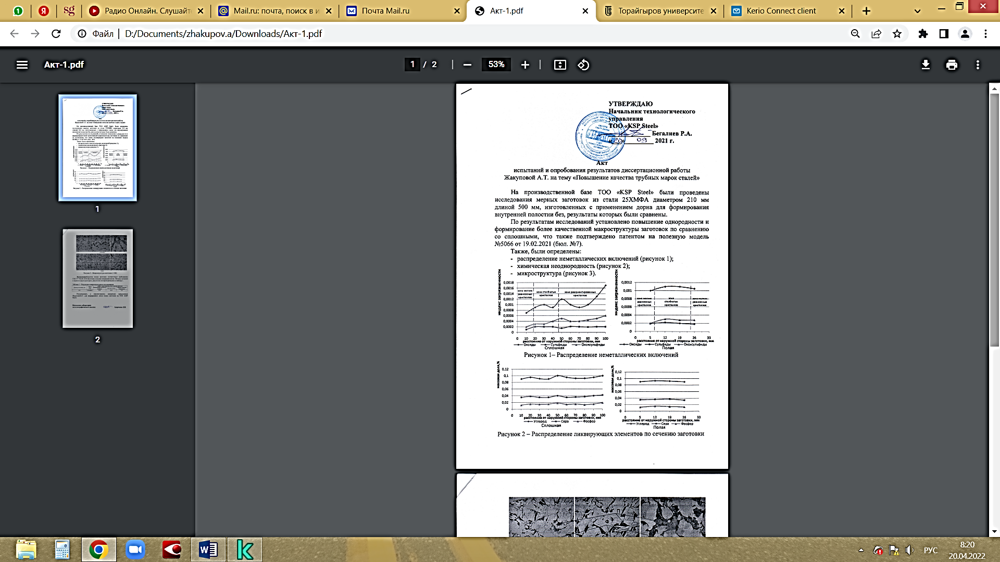 Радио Онлайн. Слушайт
Mail.ru: почта, поиск в и
Почта Mail.ru
Акт-1.pdf
Торайгыров университе
Kerio Connect client
Файл
D:/Documents/zhakupov.a/Downloads/Акт-1.pdf
Акт-1.pdf
1 / 2
53%
1
2
УТВЕРЖДАЮ
Начальник технологического
управления
ТОО «KSP Steel»
Бегалиев Р.А.
«20» 09 2021 г.
Акт
испытаний и опробования результатов диссертационной работы
Жакуповой А.Т. на тему «Повышение качества трубных марок сталей»
На производственной базе ТОО «KSP Steel» были проведены
исследования мерных заготовок из стали 25ХМФА диаметром 210 мм
длиной 500 мм, изготовленных с применением дорна для формирования
внутренней полостии без, результаты которых были сравнены.
По результатам исследований установлено повышение однородности и
формирование более качественной макроструктуры заготовок по сравнению
со сплошными, что также подтверждено патентом на полезную модель
№5066 от 19.02.2021 (бюл. №7).
Также, были определены:
- распределение неметаллических включений (рисунок 1);
- химическая неоднородность (рисунок 2);
- микроструктура (рисунок 3).
индекс загрязненности
0,0018
0,0016
0,0014
0,0012
0,001
0,0008
0,0006
0,0004
0,0002
0
зона мелких равноосных кристаллов
зона столбчатых кристаллов
зона разориентированных кристаллов
0 10 20 30 40 50 60 70 80 90 100
расстояние от наружной стороны заготовки, мм
Оксиды Сульфиды Оксисульфиды
Сплошная
индекс загрязненности
0,0012
0,001
0,0008
0,0006
0,0004
0,0002
0
зона мелких равноосных кристаллов
зона столбчатых кристаллов
зона мелких равноосных кристаллов
0 5 12 19 26 33
расстояние от наружной стороны заготовки, мм
Оксиды Сульфиды Оксисульфиды
Полая
Рисунок 1– Распределение неметаллических включений
массовая доля,%
0,12
0,1
0,08
0,06
0,04
0,02
0
0 10 20 30 40 50 60 70 80 90 100
расстояние от наружной стороны заготовки, мм
Углерод Сера Фосфор
Сплошная
массовая доля,%
0,12
0,1
0,08
0,06
0,04
0,02
0
0 5 12 19 26 33
расстояние от наружной стороны заготовки, мм
Углерод Сера Фосфор
Полая
Рисунок 2 – Распределение ликвирующих элементов по сечению заготовки
П
Ф
РУС
8:20
20.04.2022